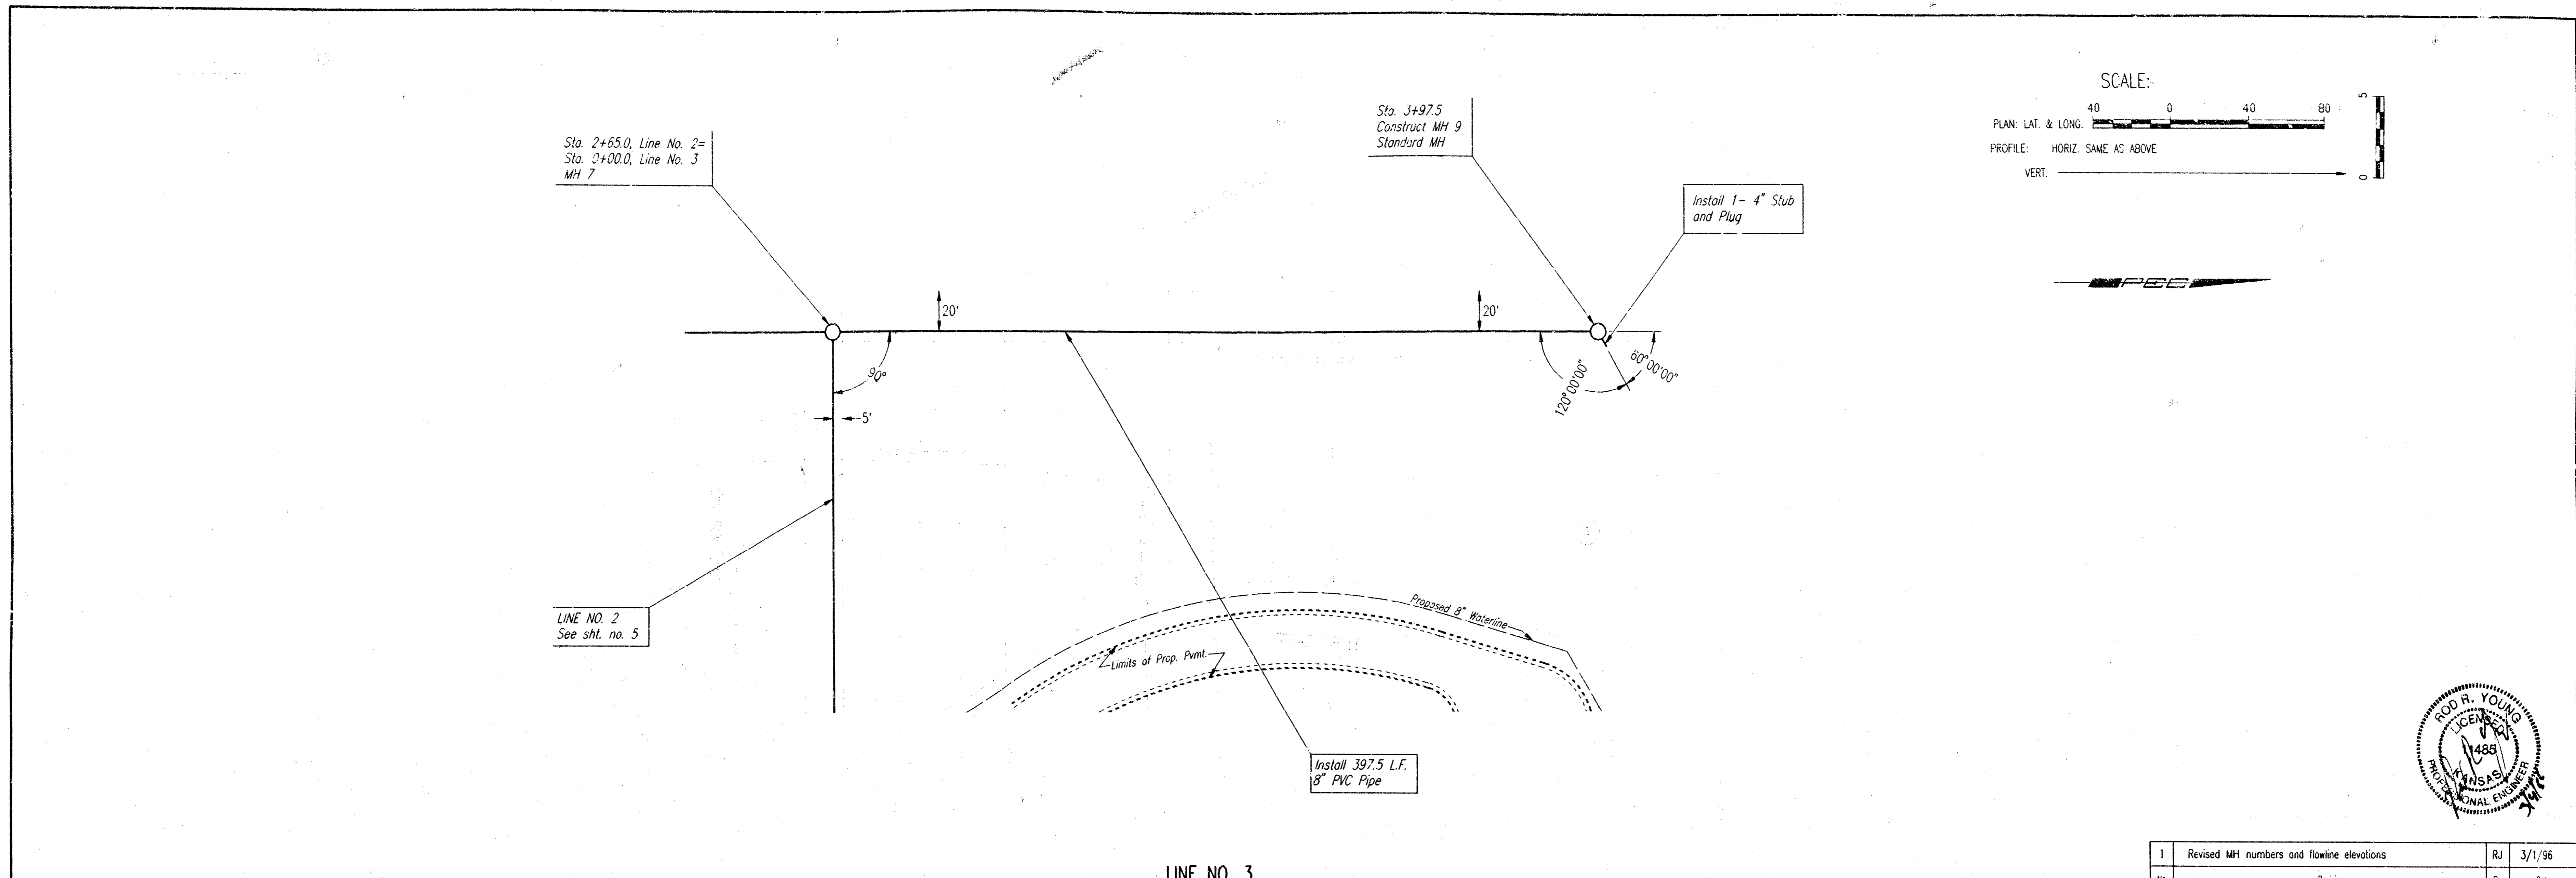 SCALE:
40 0 40 80
5
PLAN: LAT. & LONG.
PROFILE: HORIZ. SAME AS ABOVE
VERT.
0
Sta. 3+97.5
Construct MH 9
Standard MH
Sta. 2+65.0, Line No. 2=
Sta. 0+00.0, Line No. 3
MH 7
Install 1- 4" Stub
and Plug
PEC
20'
20'
90°
60°00'00"
120°00'00"
5'
1
LINE NO. 2
See sht. no. 5
Proposed 8" Waterline
Limits of Prop. Pvmt.
Install 397.5 L.F.
8" PVC Pipe
ROD R. YOUNG
LICENSED
11485
KANSAS
PROFESSIONAL ENGINEER
1 Revised MH numbers and flowline elevations RJ 3/1/96
LINE NO. 3